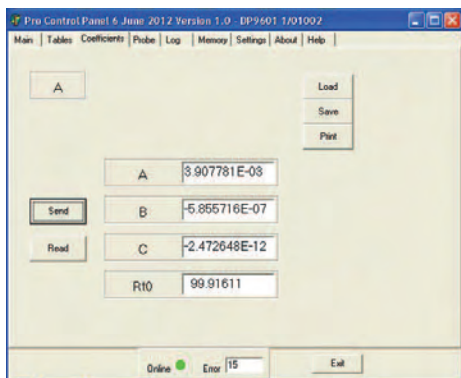 Pro Control Panel 6 June 2012 Version 1.0 - DP9601 1/01002
Main Tables Coefficients Probe Log Memory Settings About Help
A
Load
Save
Print
A 3.907781E-03
Send B -5.855716E-07
Read C -2.472648E-12
Rt0 99.91611
Online Error 15 Exit